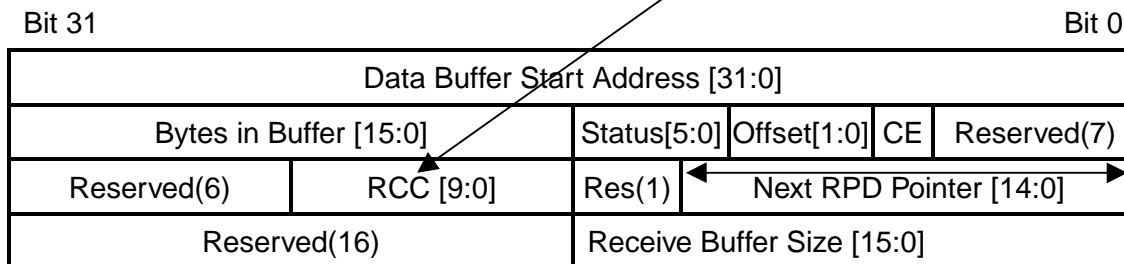 Bit 31 Bit 0
Data Buffer Start Address [31:0]
Bytes in Buffer [15:0] Status[5:0] Offset[1:0] CE Reserved(7)
Reserved(6) RCC [9:0] Res(1) Next RPD Pointer [14:0]
Reserved(16) Receive Buffer Size [15:0]